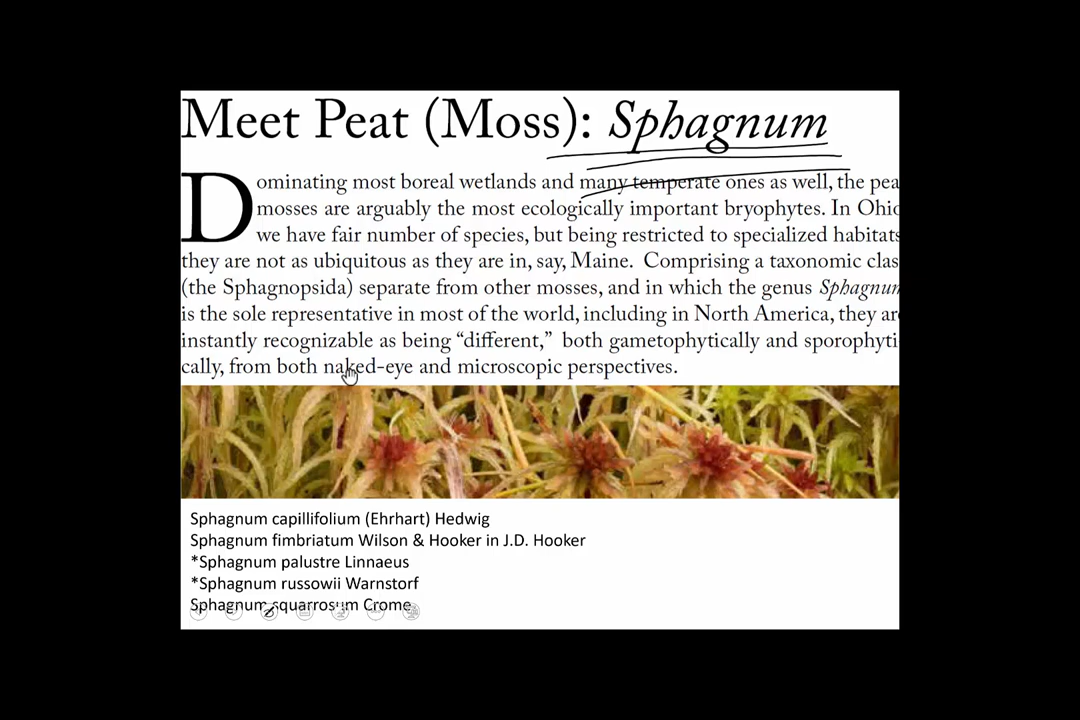 Meet Peat (Moss): Sphagnum
Dominating most boreal wetlands and many temperate ones as well, the pea
mosses are arguably the most ecologically important bryophytes. In Ohio
we have fair number of species, but being restricted to specialized habitats
they are not as ubiquitous as they are in, say, Maine. Comprising a taxonomic clas
(the Sphagnopsida) separate from other mosses, and in which the genus Sphagnum
is the sole representative in most of the world, including in North America, they are
instantly recognizable as being “different,” both gametophytically and sporophyti
cally, from both naked-eye and microscopic perspectives.
Sphagnum capillifolium (Ehrhart) Hedwig
Sphagnum fimbriatum Wilson & Hooker in J.D. Hooker
*Sphagnum palustre Linnaeus
*Sphagnum russowii Warnstorf
Sphagnum squarrosum Crome